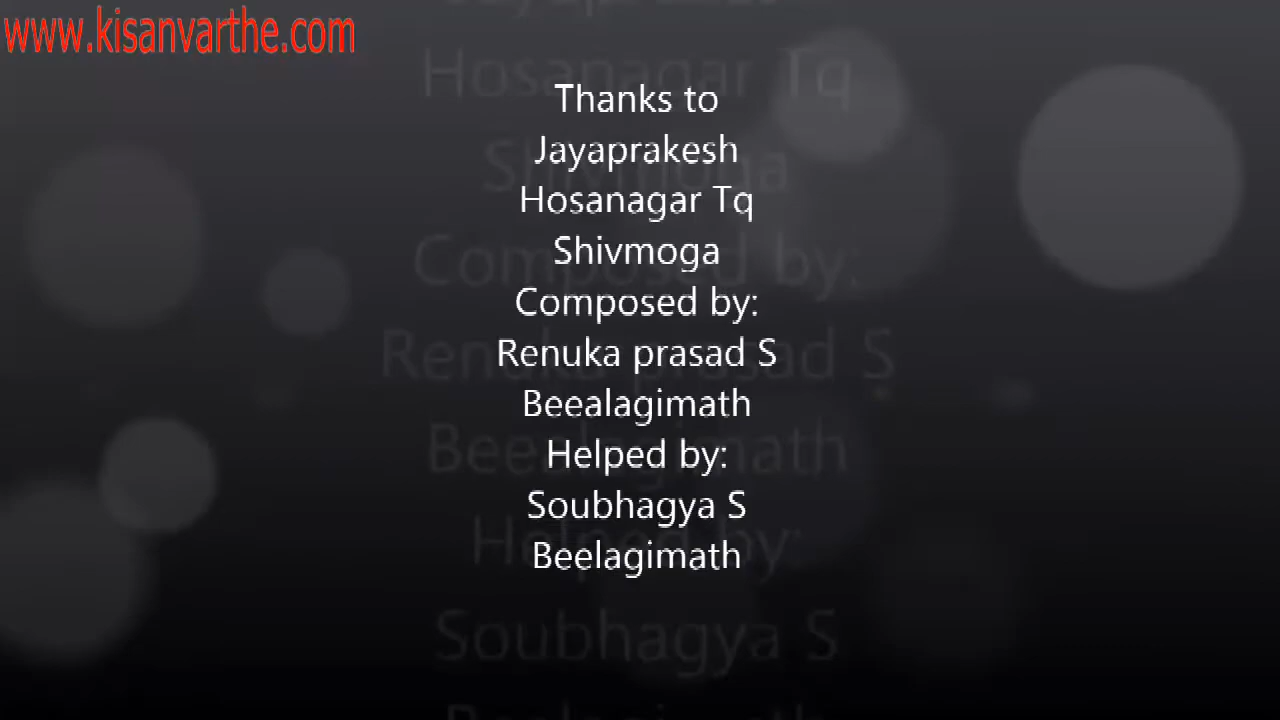 www.kisanvarthe.com
Thanks to
Jayaprakesh
Hosanagar Tq
Shivmoga
Composed by:
Renuka prasad S
Beealagimath
Helped by:
Soubhagya S
Beelagimath